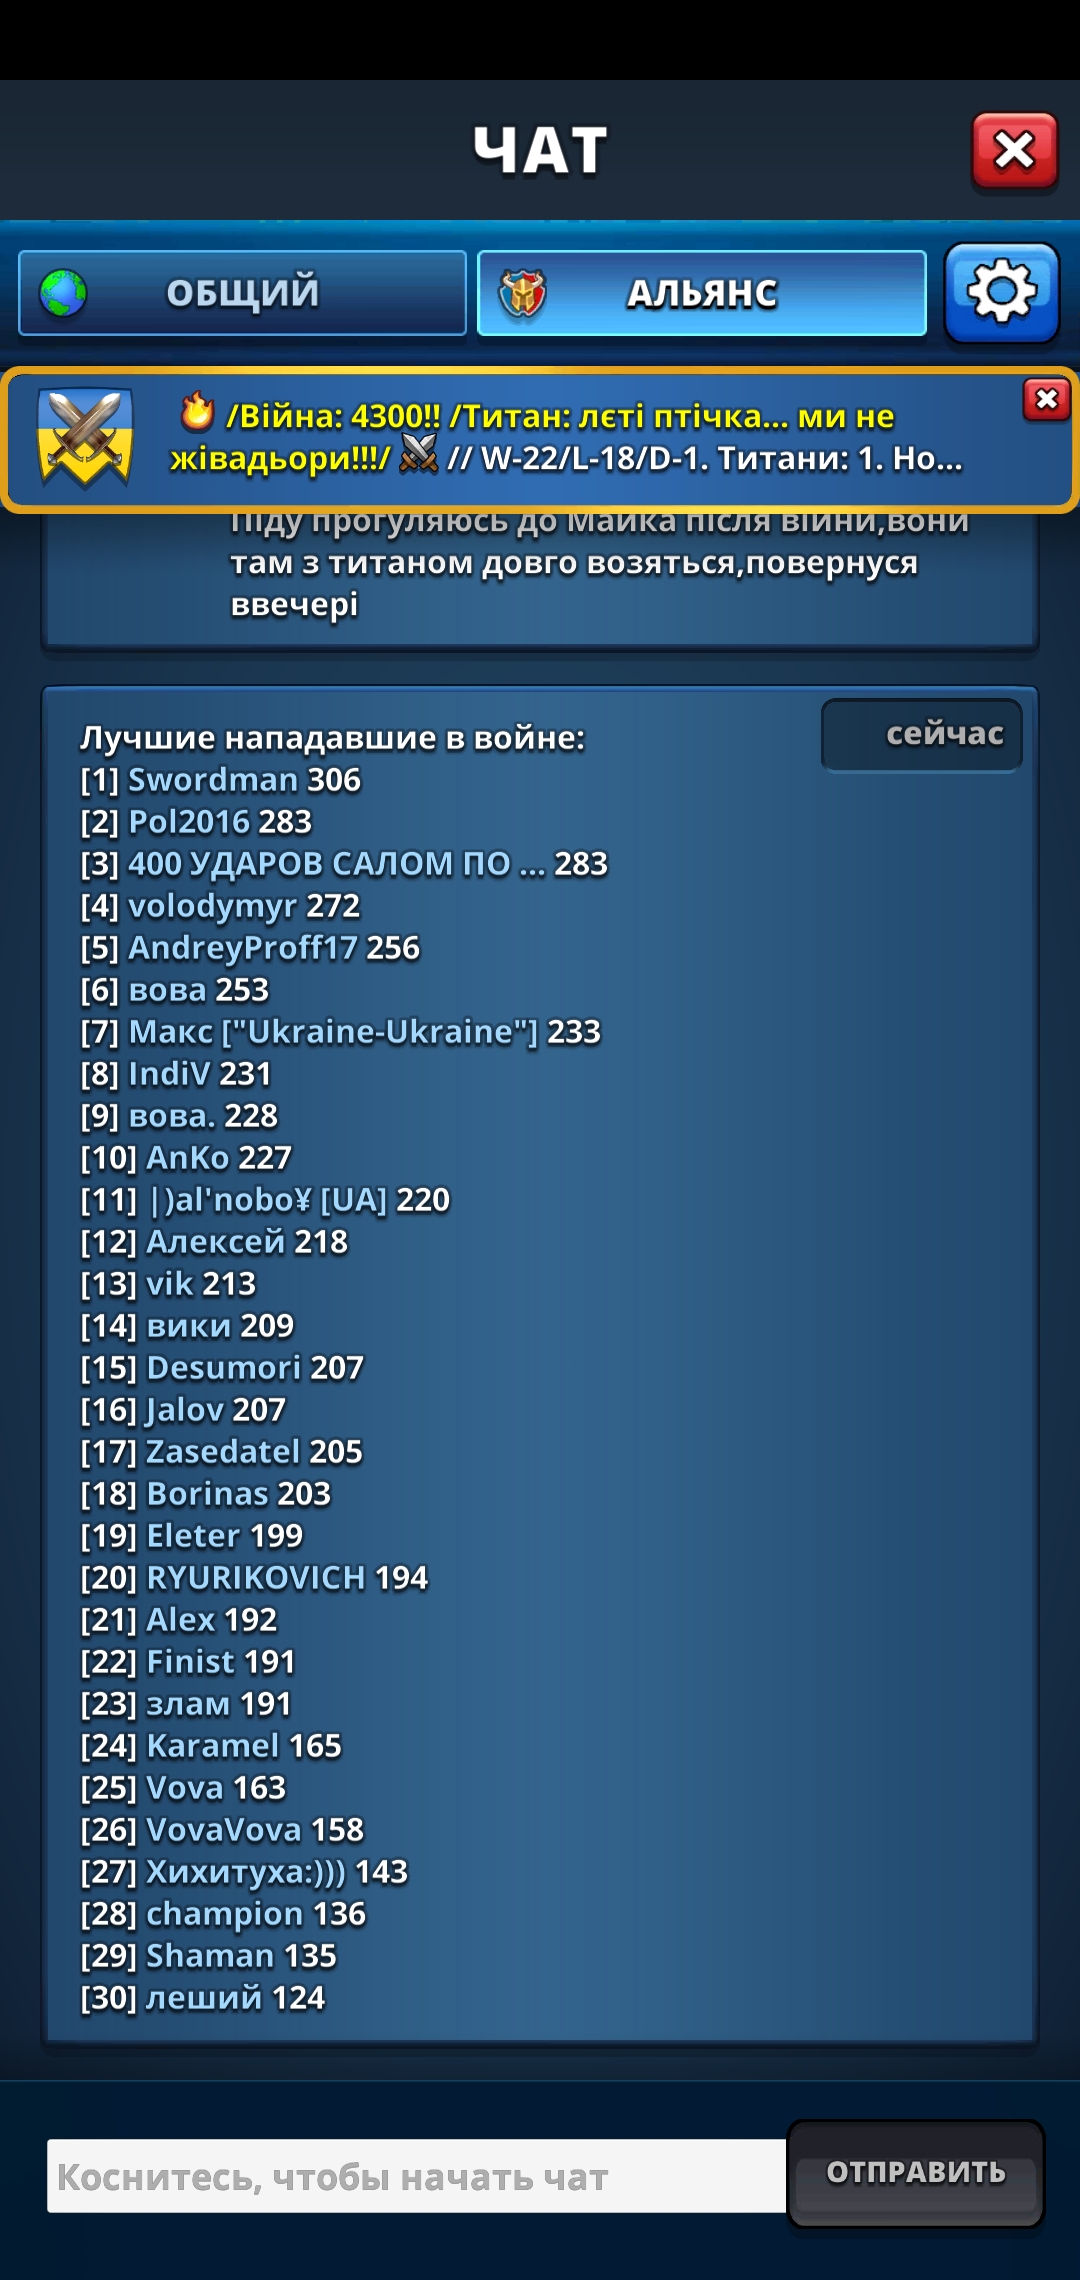 ЧАТ
ОБЩИЙ
АЛЬЯНС
🔥 /Війна: 4300!! /Титан: лєті птічка... ми не
жівадьори!!!/ ⚔ // W-22/L-18/D-1. Титани: 1. Но...
Піду прогуляюсь до Майка після війни,вони
там з титаном довго возяться,повернуся
ввечері
сейчас
Лучшие нападавшие в войне:
[1] Swordman 306
[2] Pol2016 283
[3] 400 УДАРОВ САЛОМ ПО ... 283
[4] volodymyr 272
[5] AndreyProff17 256
[6] вова 253
[7] Макс ["Ukraine-Ukraine"] 233
[8] IndiV 231
[9] вова. 228
[10] AnKo 227
[11] |)al'nobo¥ [UA] 220
[12] Алексей 218
[13] vik 213
[14] вики 209
[15] Desumori 207
[16] Jalov 207
[17] Zasedatel 205
[18] Borinas 203
[19] Eleter 199
[20] RYURIKOVICH 194
[21] Alex 192
[22] Finist 191
[23] злам 191
[24] Karamel 165
[25] Vova 163
[26] VovaVova 158
[27] Хихитуха:))) 143
[28] champion 136
[29] Shaman 135
[30] леший 124
Коснитесь, чтобы начать чат
ОТПРАВИТЬ